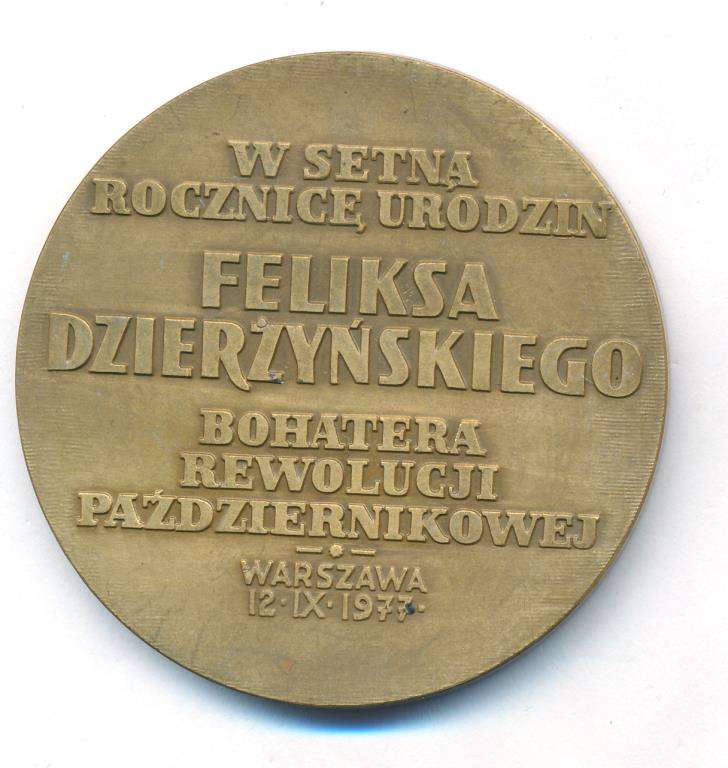 W SETNĄ
ROCZNICĘ URODZIN
FELIKSA
DZIERŻYŃSKIEGO
BOHATERA
REWOLUCJI
PAŹDZIERNIKOWEJ
WARSZAWA
12·IX·1977·